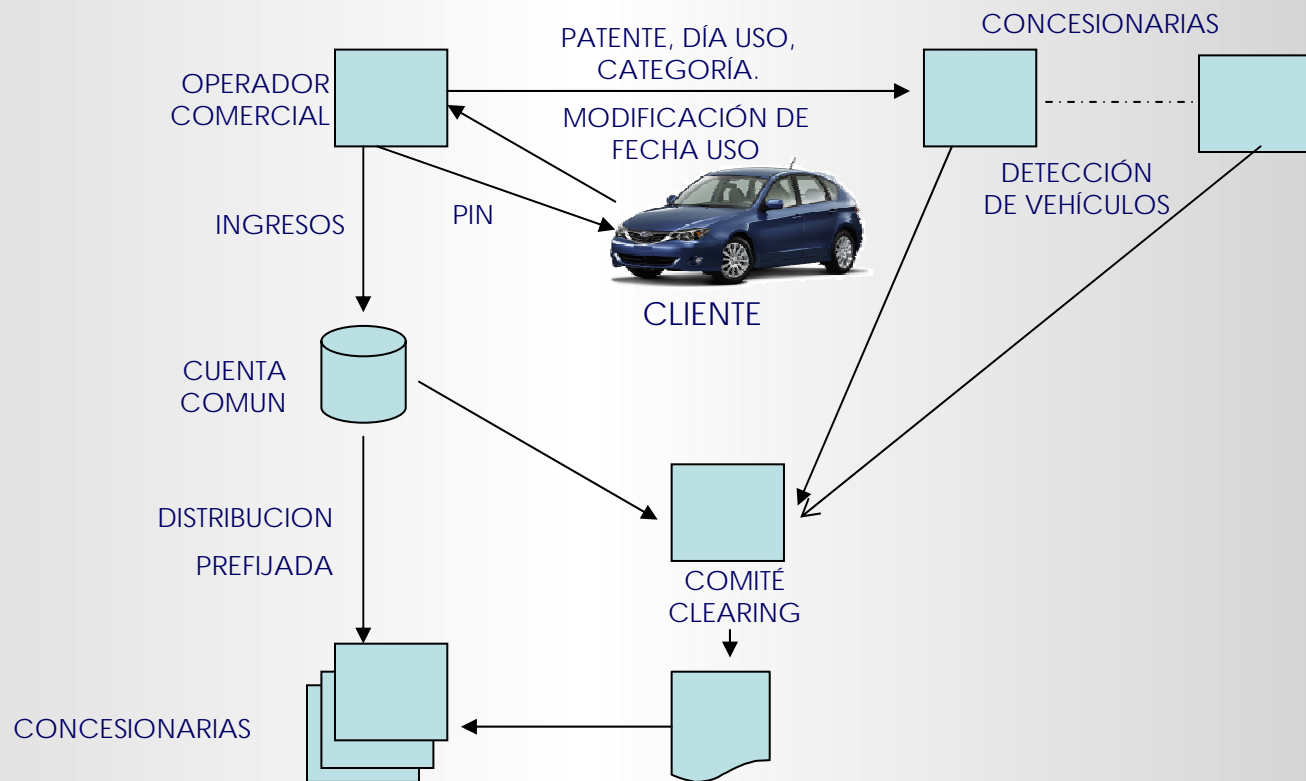 CONCESIONARIAS
PATENTE, DÍA USO,
CATEGORÍA.
OPERADOR
COMERCIAL
MODIFICACIÓN DE
FECHA USO
DETECCIÓN
DE VEHÍCULOS
INGRESOS
PIN
CLIENTE
CUENTA
COMUN
DISTRIBUCION
PREFIJADA
COMITÉ
CLEARING
CONCESIONARIAS